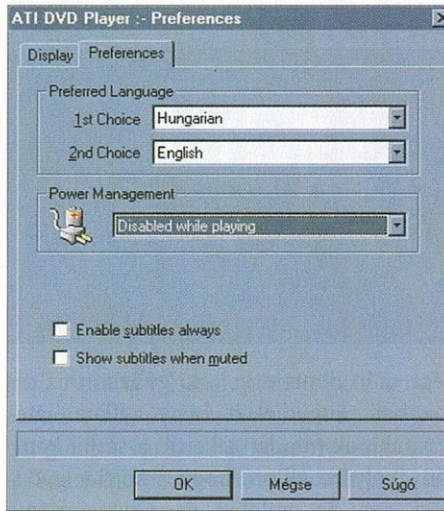 ATI DVD Player :- Preferences
Display Preferences
Preferred Language
1st Choice Hungarian
2nd Choice English
Power Management
Disabled while playing
Enable subtitles always
Show subtitles when muted
OK Mégse Súgó